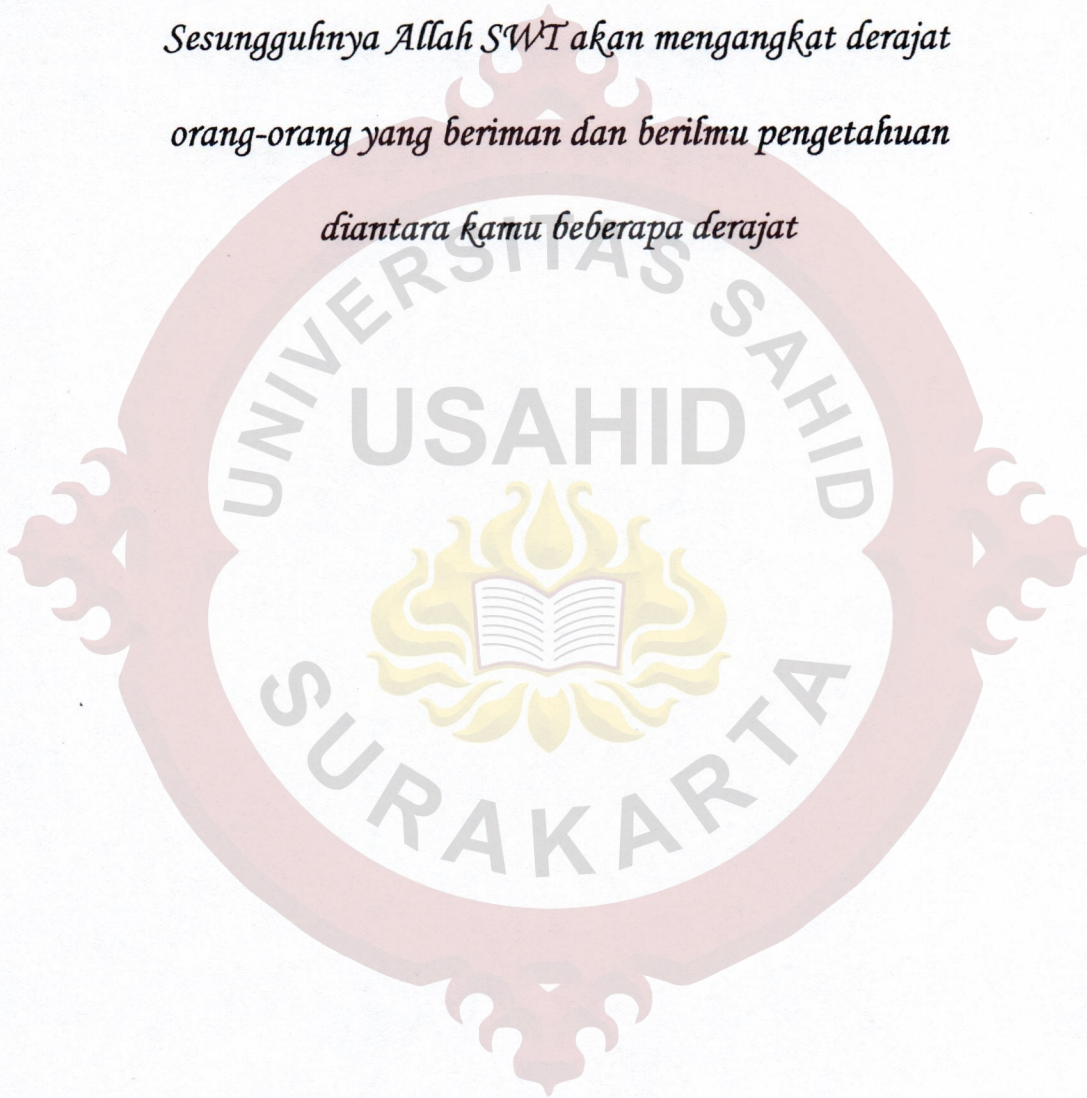 Sesungguhnya Allah SWT akan mengangkat derajat
orang-orang yang beriman dan berilmu pengetahuan
diantara kamu beberapa derajat
UNIVERSITAS SAHID
USAHID
SURAKARTA